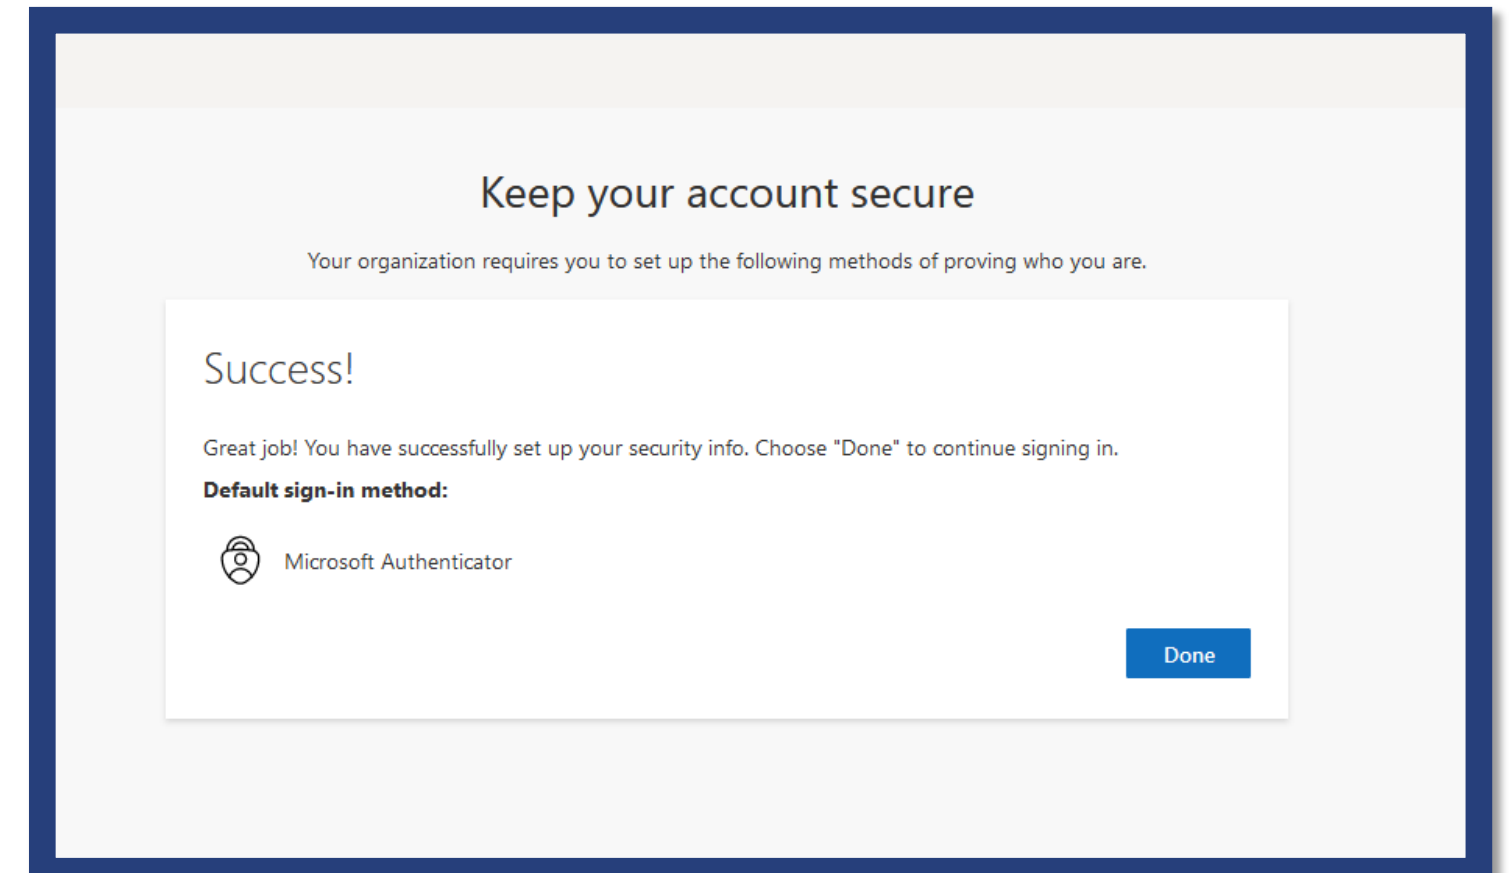 Keep your account secure
Your organization requires you to set up the following methods of proving who you are.
Success!
Great job! You have successfully set up your security info. Choose "Done" to continue signing in.
Default sign-in method:
Microsoft Authenticator
Done